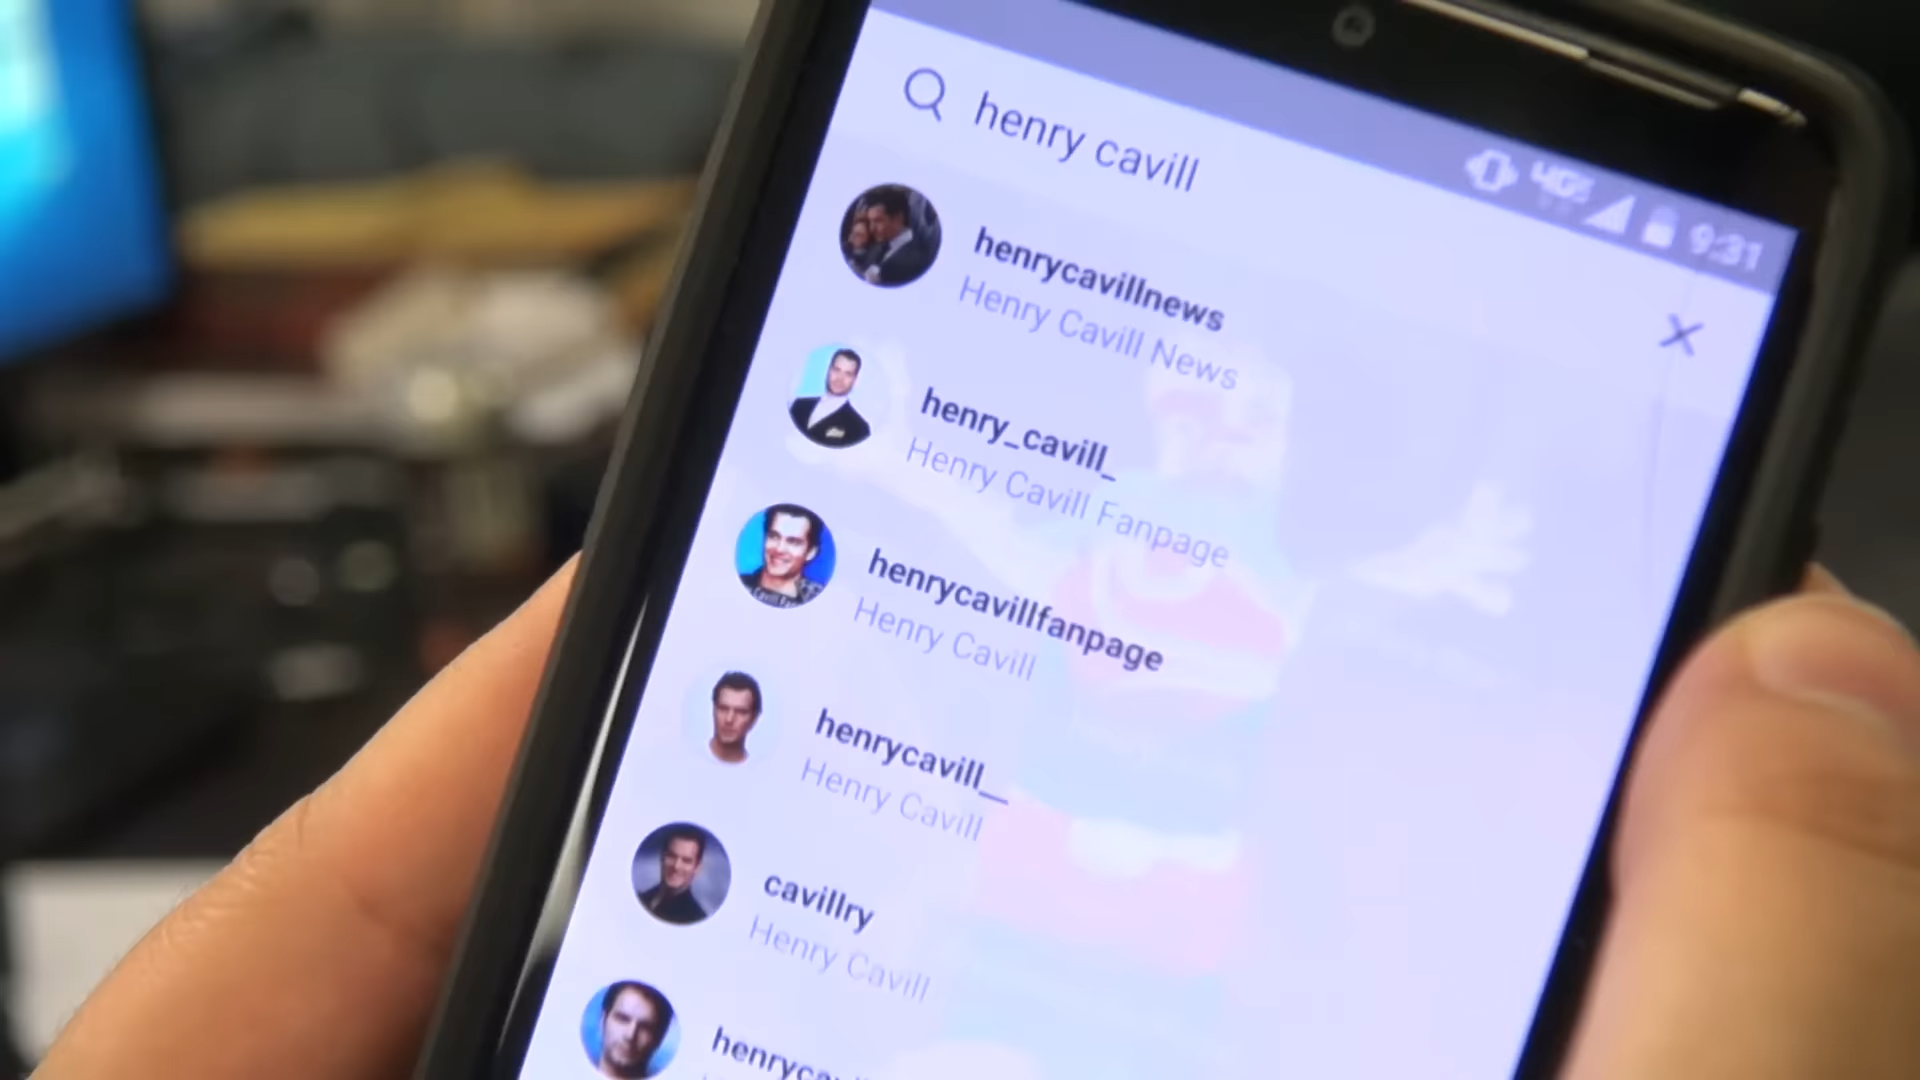 4G
9:31
henry cavill
henrycavillnews
Henry Cavill News
henry_cavill_
Henry Cavill Fanpage
henrycavillfanpage
Henry Cavill
henrycavill__
Henry Cavill
cavillry
Henry Cavill